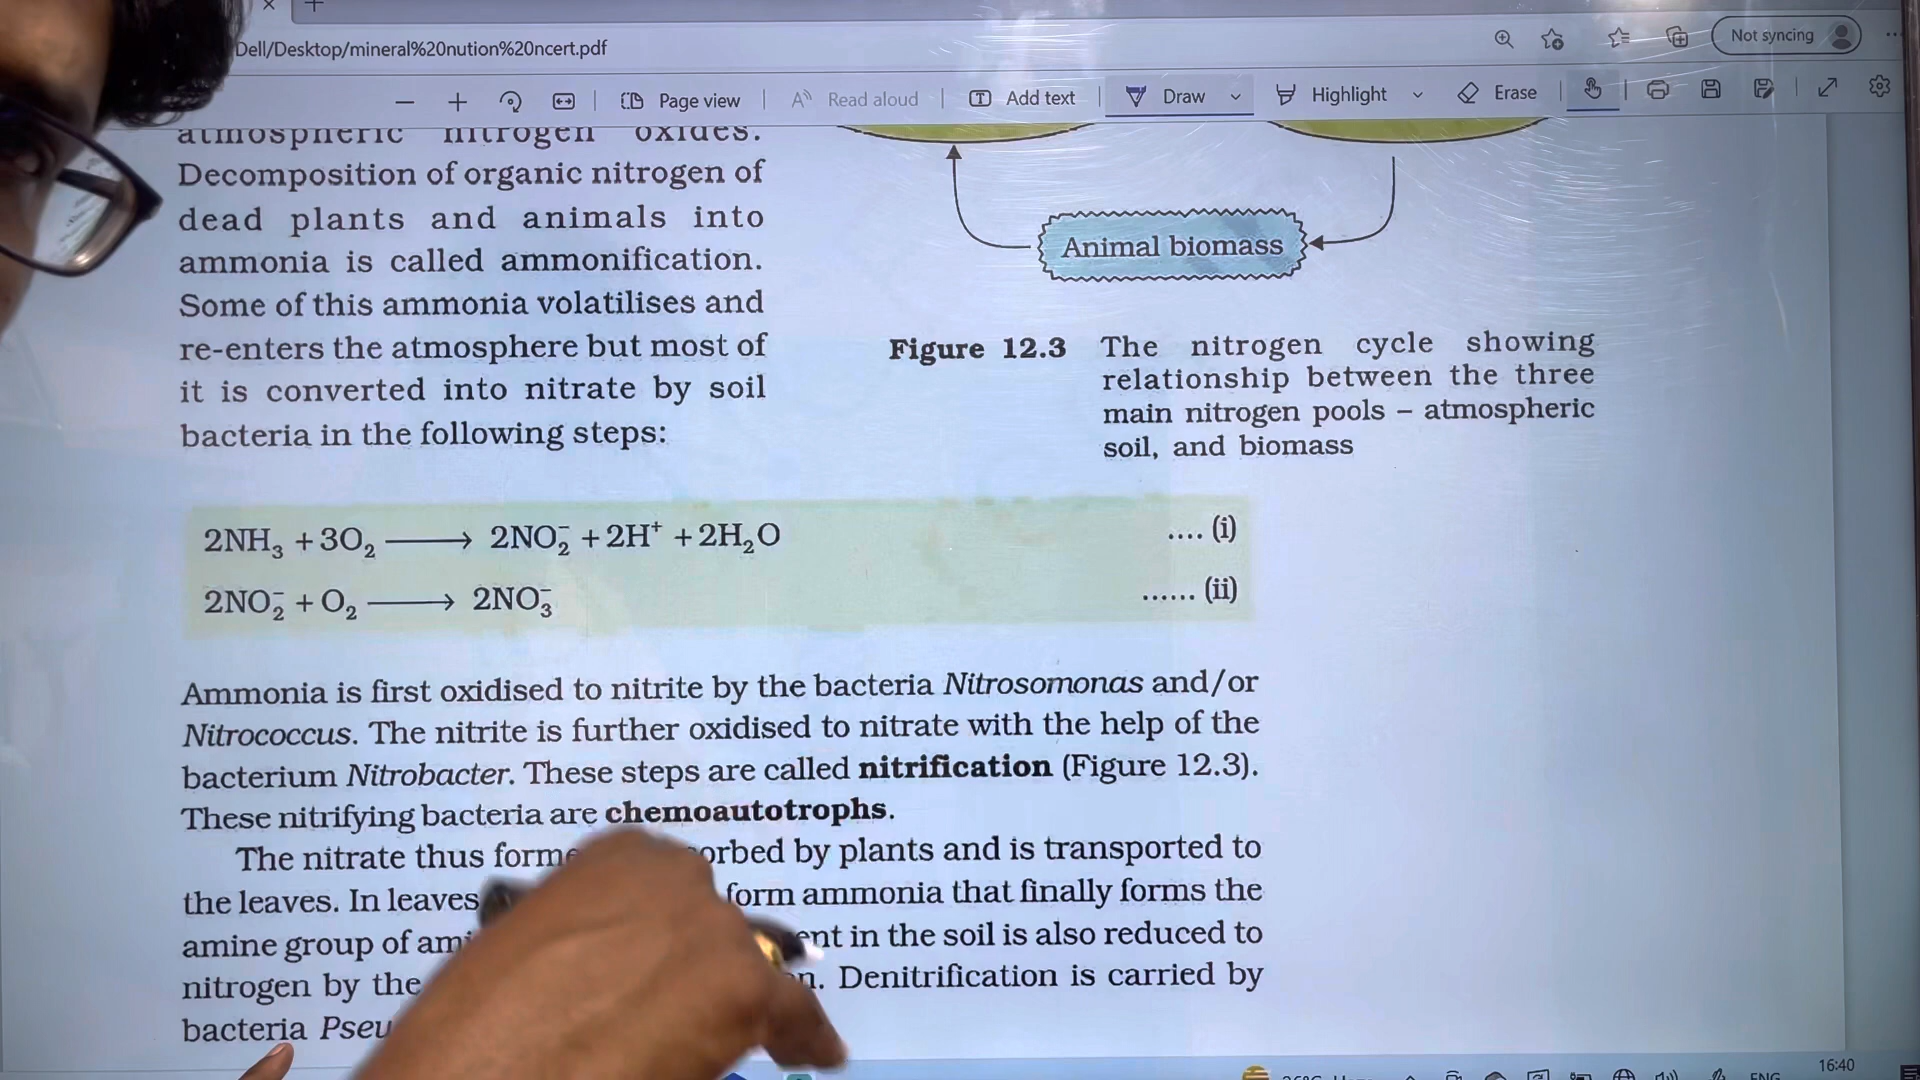 Dell/Desktop/mineral%20nution%20ncert.pdf
Not syncing
Page view
Read aloud
Add text
Draw
Highlight
Erase
atmospheric nitrogen oxides.
Decomposition of organic nitrogen of
dead plants and animals into
ammonia is called ammonification.
Some of this ammonia volatilises and
re-enters the atmosphere but most of
it is converted into nitrate by soil
bacteria in the following steps:
Animal biomass
Figure 12.3 The nitrogen cycle showing
relationship between the three
main nitrogen pools – atmospheric
soil, and biomass
2NH₃ + 3O₂ ⟶ 2NO₂⁻ + 2H⁺ + 2H₂O .... (i)
2NO₂⁻ + O₂ ⟶ 2NO₃⁻ ...... (ii)
Ammonia is first oxidised to nitrite by the bacteria Nitrosomonas and/or
Nitrococcus. The nitrite is further oxidised to nitrate with the help of the
bacterium Nitrobacter. These steps are called nitrification (Figure 12.3).
These nitrifying bacteria are chemoautotrophs.
The nitrate thus by plants and is transported to
the leaves. In leaves form ammonia that finally forms the
amine group of in the soil is also reduced to
nitrogen by the Denitrification is carried by
bacteria
ENG
16:40